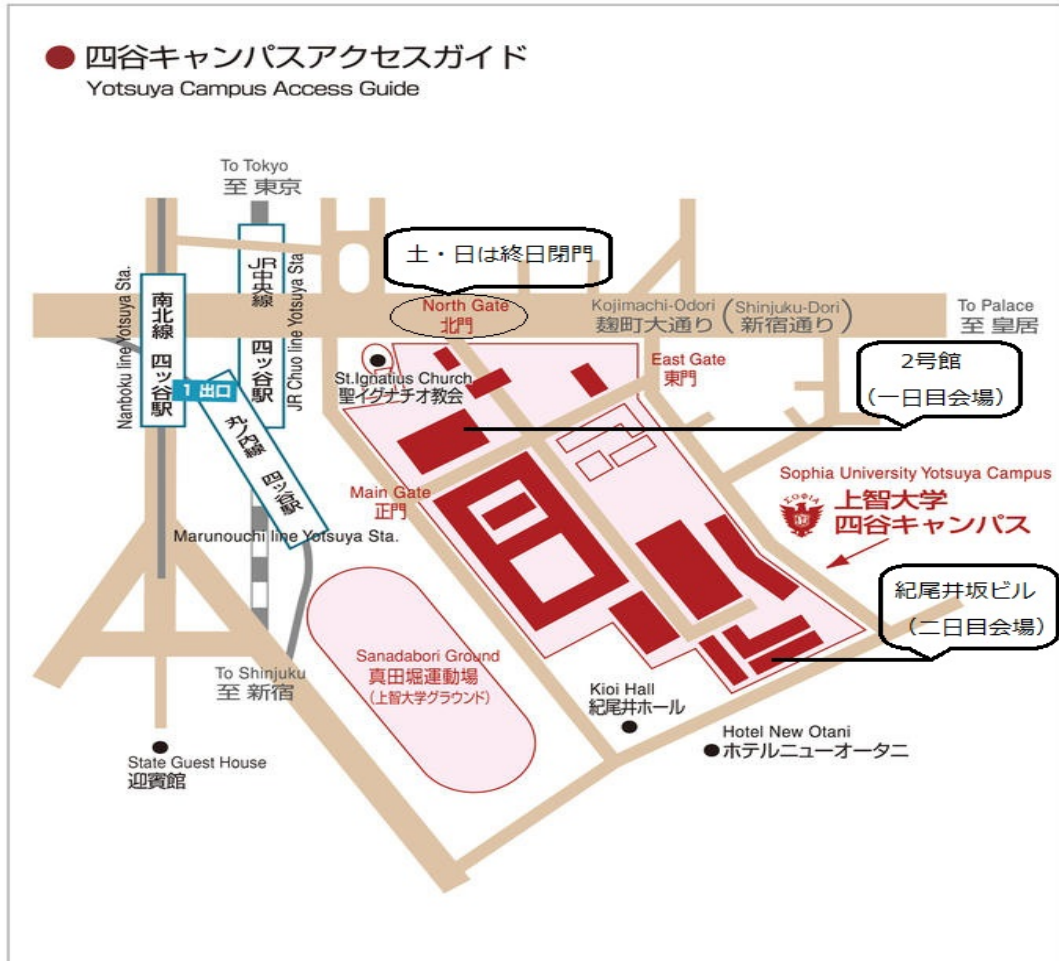 四谷キャンパスアクセスガイド
Yotsuya Campus Access Guide
To Tokyo
至 東京
土・日は終日閉門
Nanboku line Yotsuya Sta.
南北線 四ッ谷駅
JR中央線 四ッ谷駅
JR Chuo line Yotsuya Sta.
North Gate
北門
Kojimachi-Odori (Shinjuku-Dori)
麹町大通り(新宿通り)
To Palace
至 皇居
1 出口
丸ノ内線 四ッ谷駅
Marunouchi line Yotsuya Sta.
St.Ignatius Church
聖イグナチオ教会
East Gate
東門
2号館
(一日目会場)
Main Gate
正門
Sophia University Yotsuya Campus
ΣΟΦΙΑ
上智大学
四谷キャンパス
紀尾井坂ビル
(二日目会場)
Sanadabori Ground
真田堀運動場
(上智大学グラウンド)
To Shinjuku
至 新宿
Kioi Hall
紀尾井ホール
Hotel New Otani
ホテルニューオータニ
State Guest House
迎賓館